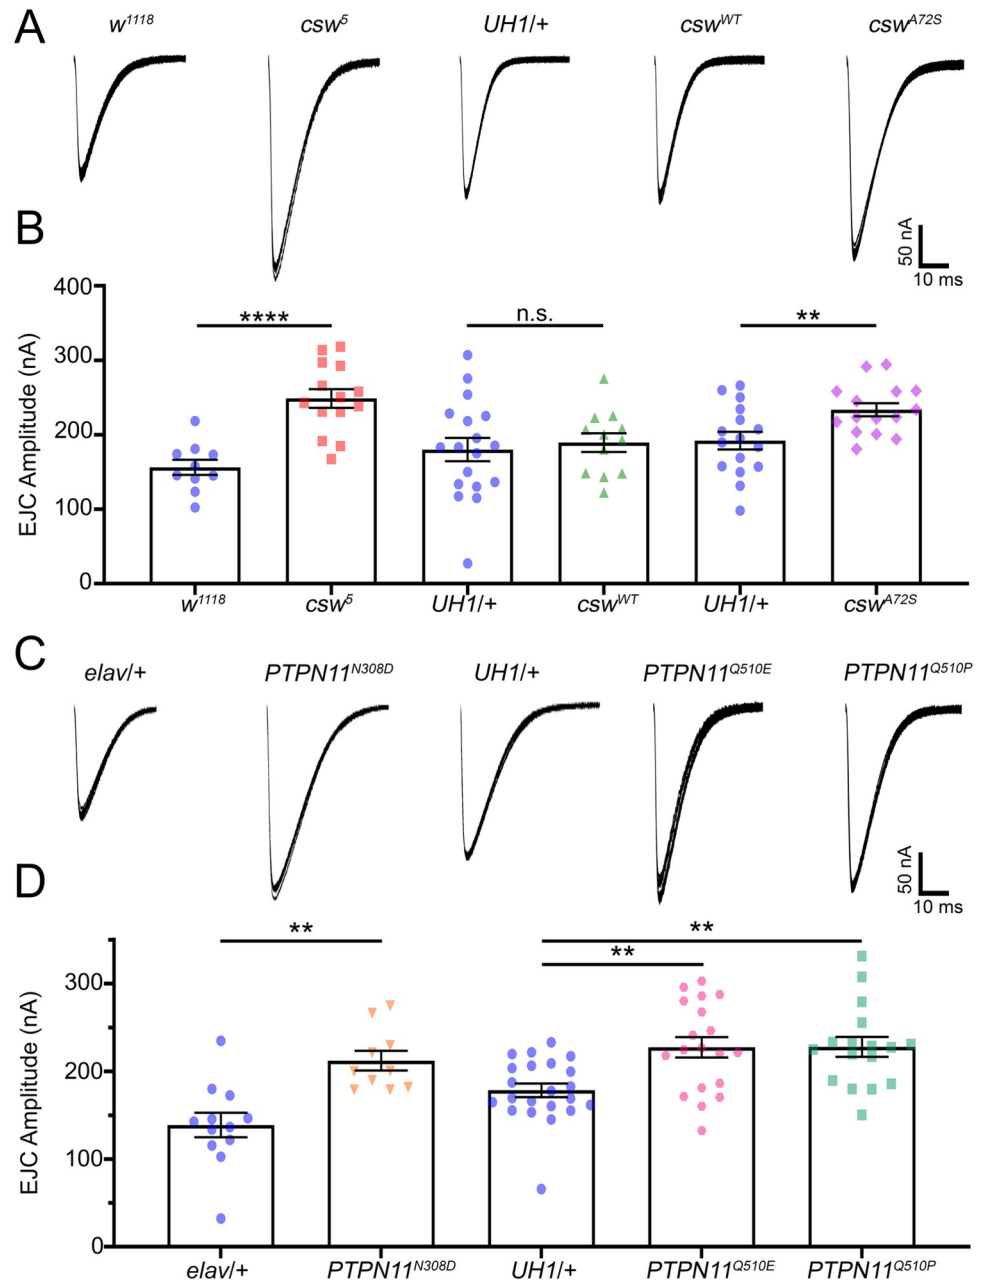 A
w1118 csw5 UH1/+ cswWT cswA72S
50 nA
10 ms
B
EJC Amplitude (nA)
400
300
200
100
0
**** n.s. **
w1118 csw5 UH1/+ cswWT UH1/+ cswA72S
C
elav/+ PTPN11N308D UH1/+ PTPN11Q510E PTPN11Q510P
50 nA
10 ms
D
EJC Amplitude (nA)
300
200
100
0
** ** **
elav/+ PTPN11N308D UH1/+ PTPN11Q510E PTPN11Q510P